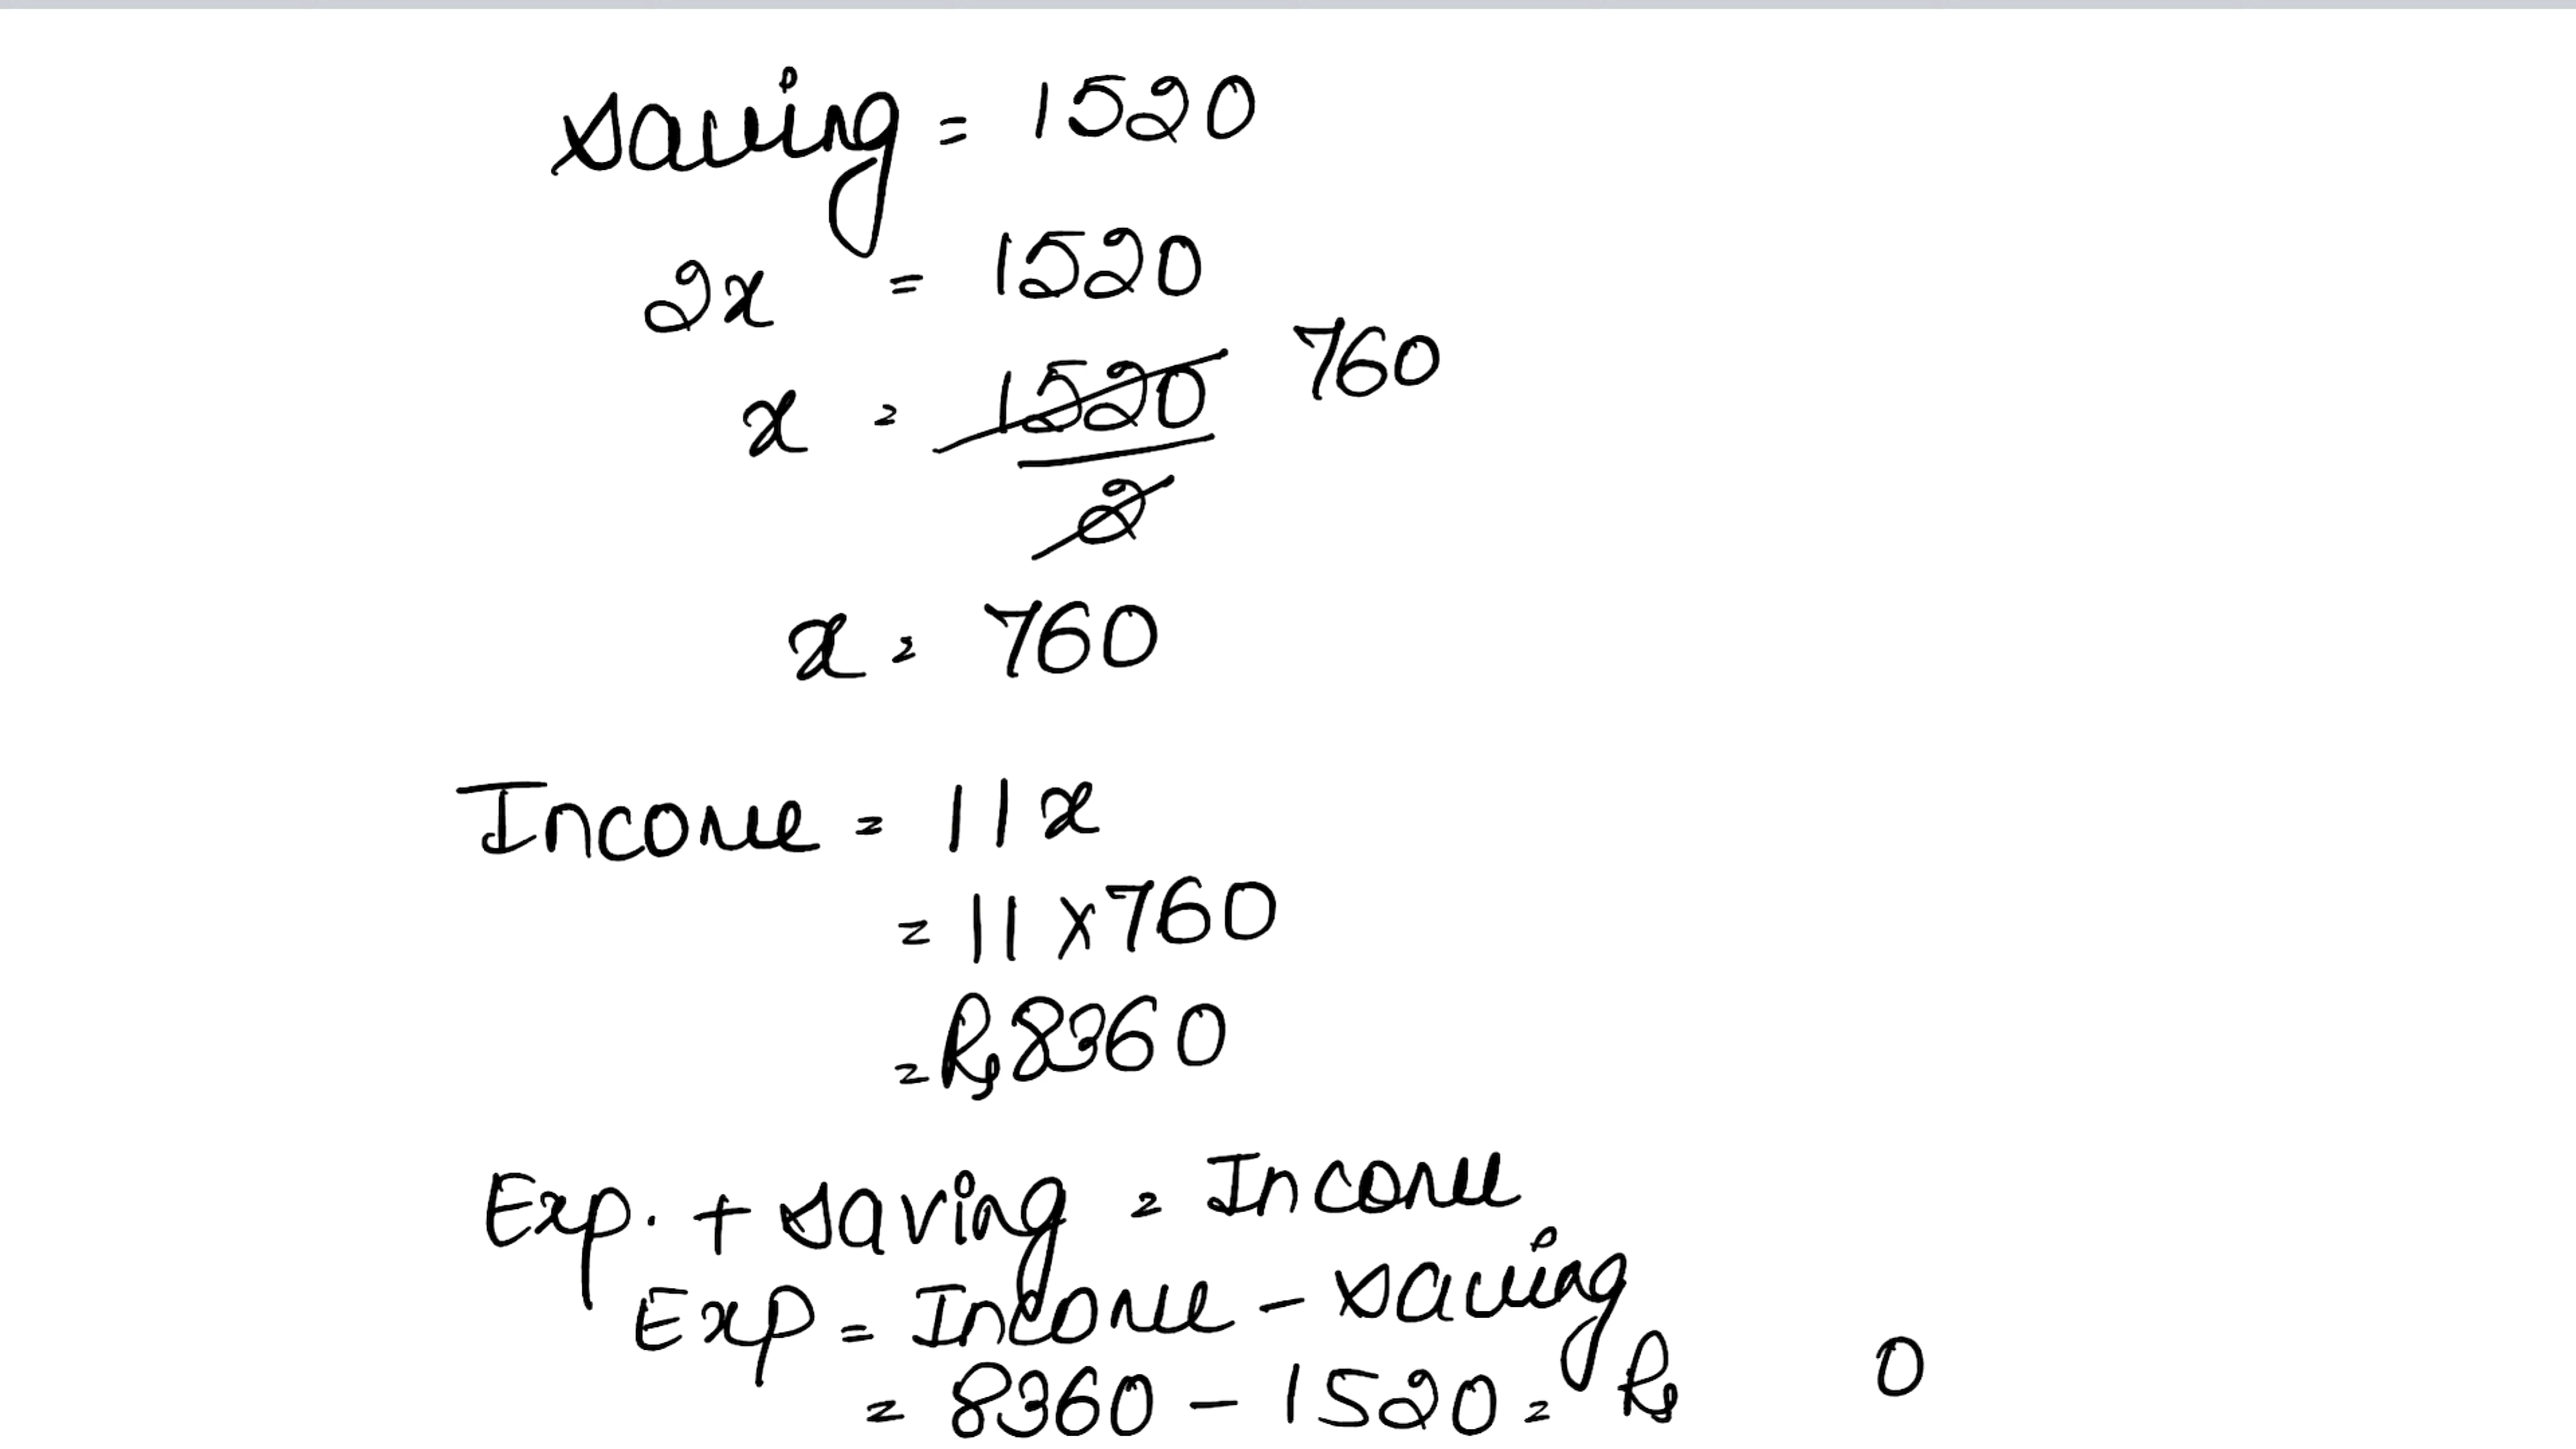 saving = 1520
2x = 1520
x = 1520 760
2
x = 760
Income = 11x
= 11 x 760
= Rs 8360
Exp. + saving = Income
Exp = Income - saving
= 8360 - 1520 = Rs 0